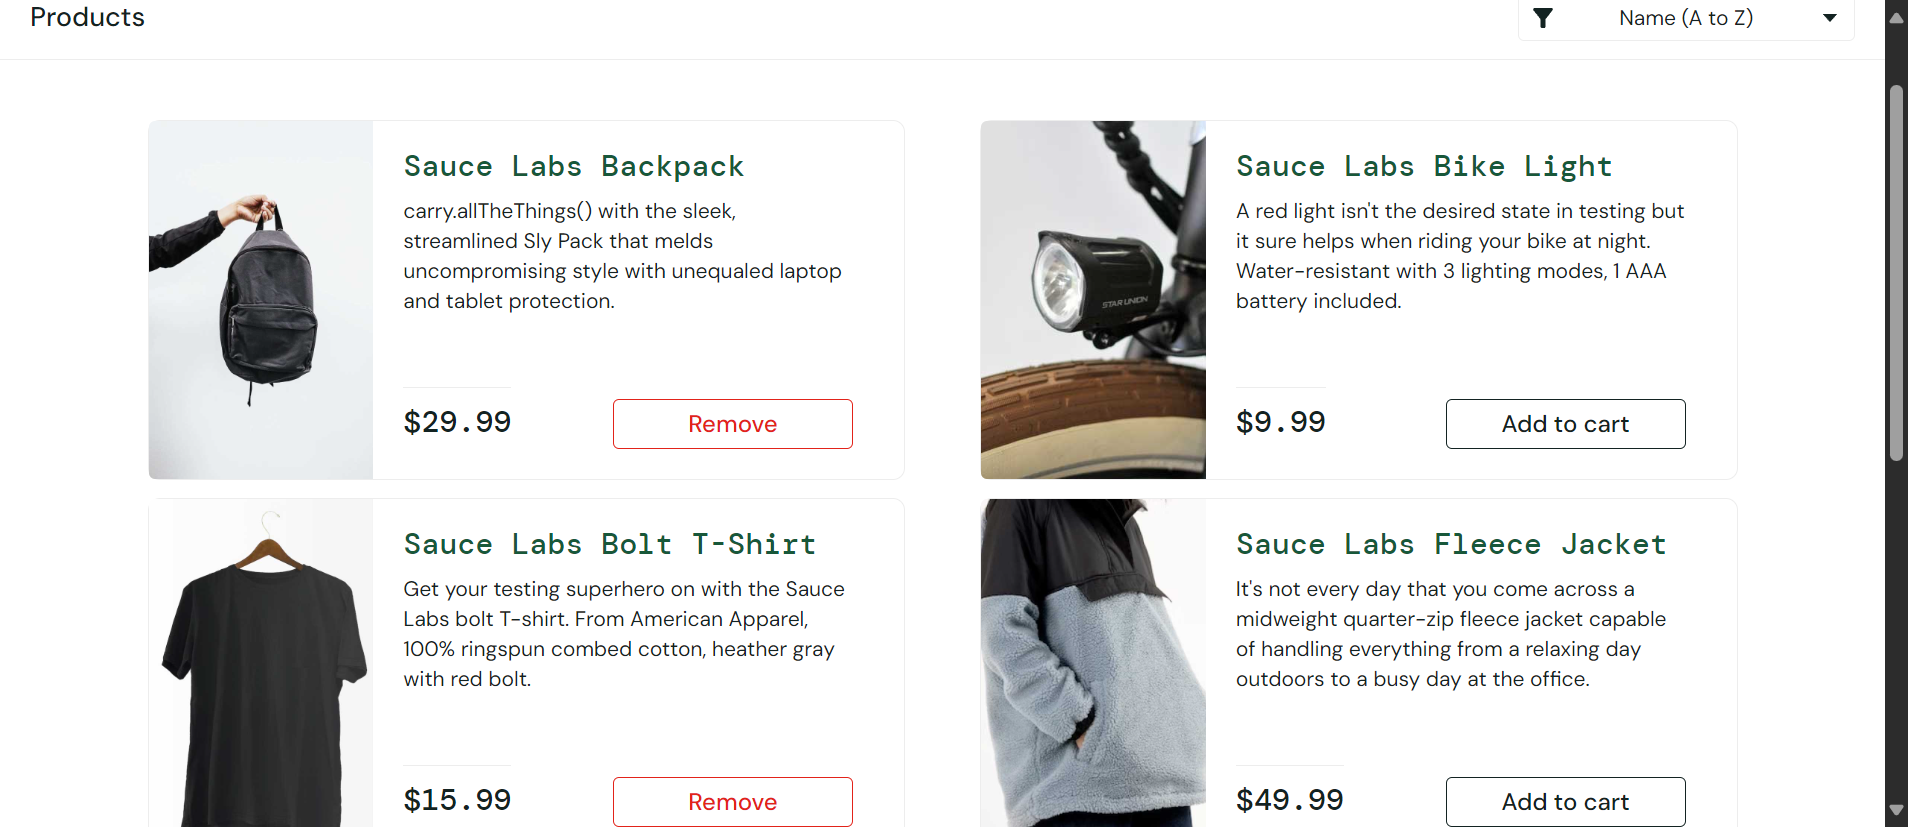 Products
Name (A to Z)
Sauce Labs Backpack
carry.allTheThings() with the sleek,
streamlined Sly Pack that melds
uncompromising style with unequaled laptop
and tablet protection.
$29.99
Remove
Sauce Labs Bike Light
A red light isn't the desired state in testing but
it sure helps when riding your bike at night.
Water-resistant with 3 lighting modes, 1 AAA
battery included.
STAR UNION
$9.99
Add to cart
Sauce Labs Bolt T-Shirt
Get your testing superhero on with the Sauce
Labs bolt T-shirt. From American Apparel,
100% ringspun combed cotton, heather gray
with red bolt.
$15.99
Remove
Sauce Labs Fleece Jacket
It's not every day that you come across a
midweight quarter-zip fleece jacket capable
of handling everything from a relaxing day
outdoors to a busy day at the office.
$49.99
Add to cart